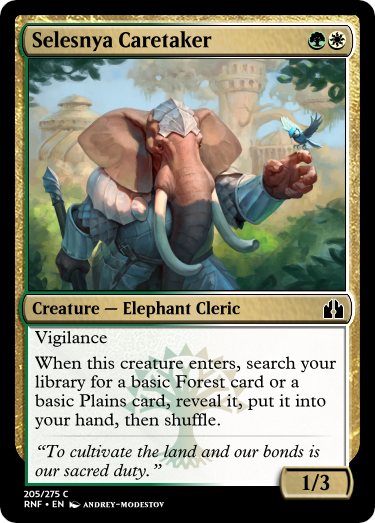 Selesnya Caretaker
Creature — Elephant Cleric
Vigilance
When this creature enters, search your
library for a basic Forest card or a
basic Plains card, reveal it, put it into
your hand, then shuffle.
“To cultivate the land and our bonds is
our sacred duty.”
1/3
205/275 C
RNF • EN ANDREY-MODESTOV